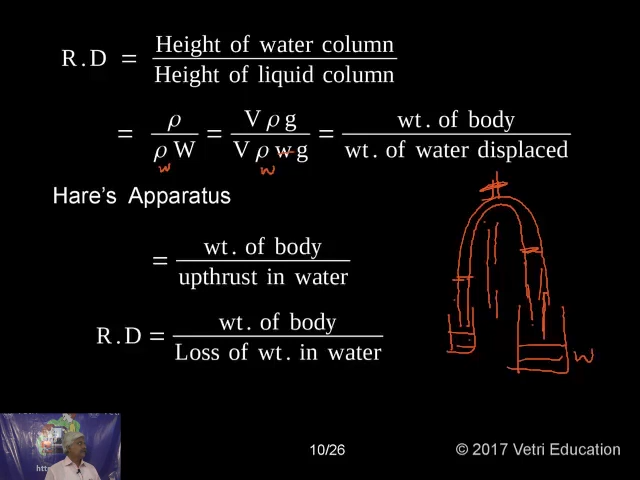 R.D = Height of water column / Height of liquid column
= ρ / ρ W = V ρ g / V ρ w g = wt. of body / wt. of water displaced
w w
Hare's Apparatus
= wt. of body / upthrust in water
R.D = wt. of body / Loss of wt. in water
w
10/26
© 2017 Vetri Education